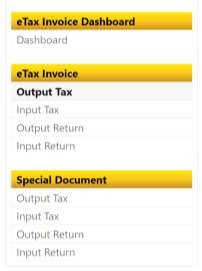 eTax Invoice Dashboard
Dashboard
eTax Invoice
Output Tax
Input Tax
Output Return
Input Return
Special Document
Output Tax
Input Tax
Output Return
Input Return